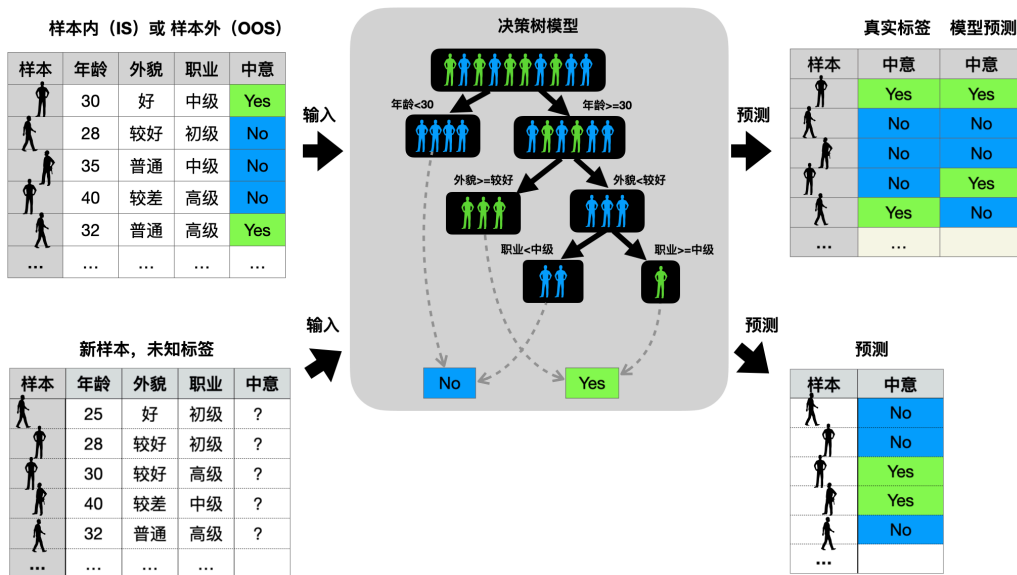 样本内（IS）或 样本外（OOS）
样本 年龄 外貌 职业 中意
30 好 中级 Yes
28 较好 初级 No
35 普通 中级 No
40 较差 高级 No
32 普通 高级 Yes
... ... ... ... ...
输入
决策树模型
年龄<30 年龄>=30
外貌>=较好 外貌<较好
职业<中级 职业>=中级
No Yes
预测
真实标签 模型预测
样本 中意 中意
Yes Yes
No No
No No
No Yes
Yes No
... ...
新样本，未知标签
样本 年龄 外貌 职业 中意
25 好 初级 ?
28 较好 初级 ?
30 较好 高级 ?
40 较差 中级 ?
32 普通 高级 ?
... ... ... ...
输入
预测
预测
样本 中意
No
No
Yes
Yes
No
...